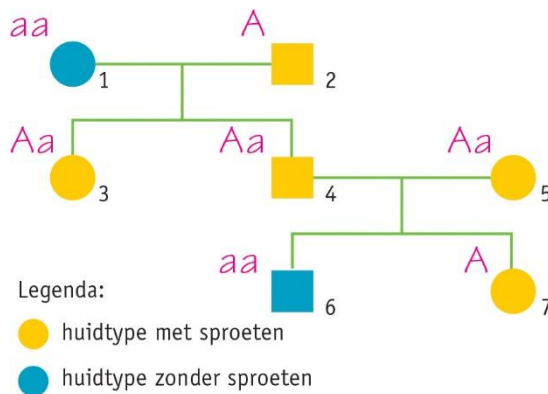 aa
A
1
2
Aa
Aa
Aa
3
4
5
aa
A
6
7
Legenda:
huidtype met sproeten
huidtype zonder sproeten